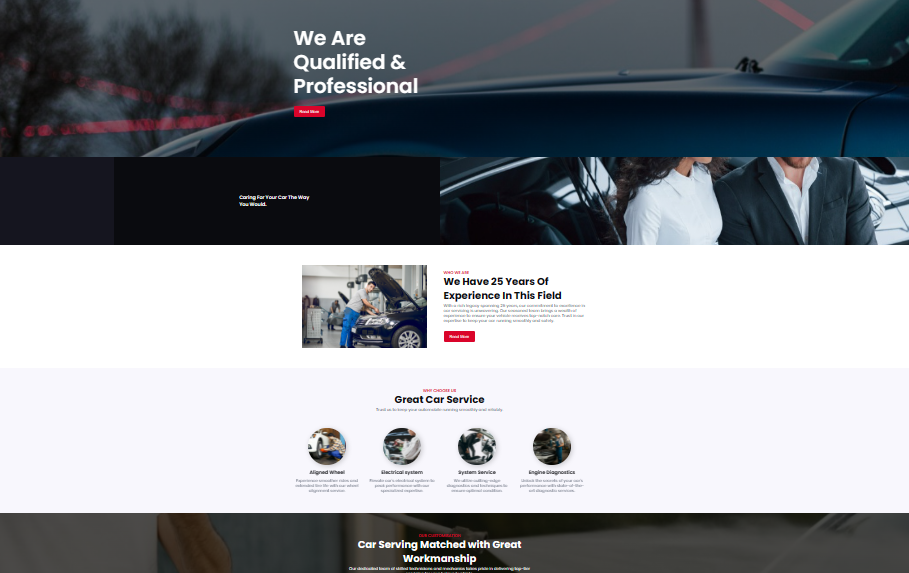 We Are
Qualified &
Professional
Read More
Caring For Your Car The Way
You Would.
WHO WE ARE
We Have 25 Years Of
Experience In This Field
With a rich legacy spanning 25 years, our commitment to excellence in
our servicing is unwavering. Our seasoned team brings a wealth of
experience to ensure your vehicle receives top-notch care. Trust in our
expertise to keep your car running smoothly and safely.
Read More
WHY CHOOSE US
Great Car Service
Trust us to keep your automobile running smoothly and reliably.
Aligned Wheel
Electrical system
System Service
Engine Diagnostics
Experience smoother rides and
extended tire life with our wheel
alignment service.
Elevate car's electrical system to
peak performance with our
specialized expertise.
We utilize cutting-edge
diagnostics and techniques to
ensure optimal condition.
Unlock the secrets of your car's
performance with state-of-the-
art diagnostic services.
Car Serving Matched with Great
Workmanship
Our dedicated team of skilled technicians and mechanics takes pride in delivering top-tier